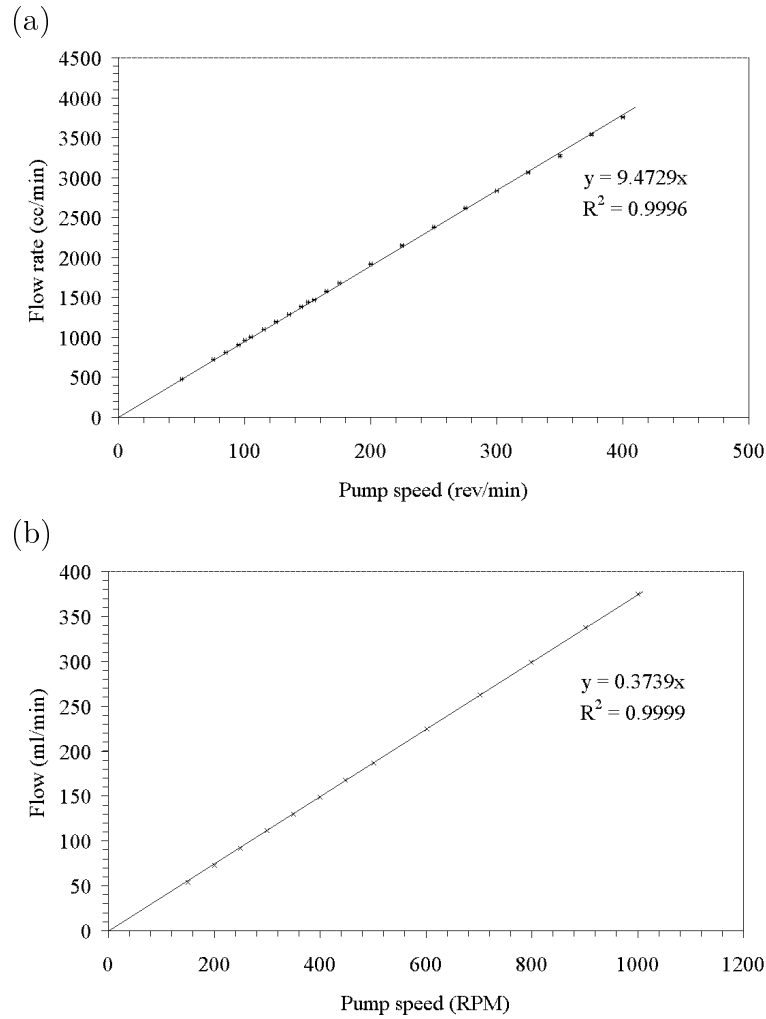 (a)
4500
4000
3500
3000
2500
2000
1500
1000
500
0
Flow rate (cc/min)
y = 9.4729x
R² = 0.9996
0 100 200 300 400 500
Pump speed (rev/min)
(b)
400
350
300
250
200
150
100
50
0
Flow (ml/min)
y = 0.3739x
R² = 0.9999
0 200 400 600 800 1000 1200
Pump speed (RPM)